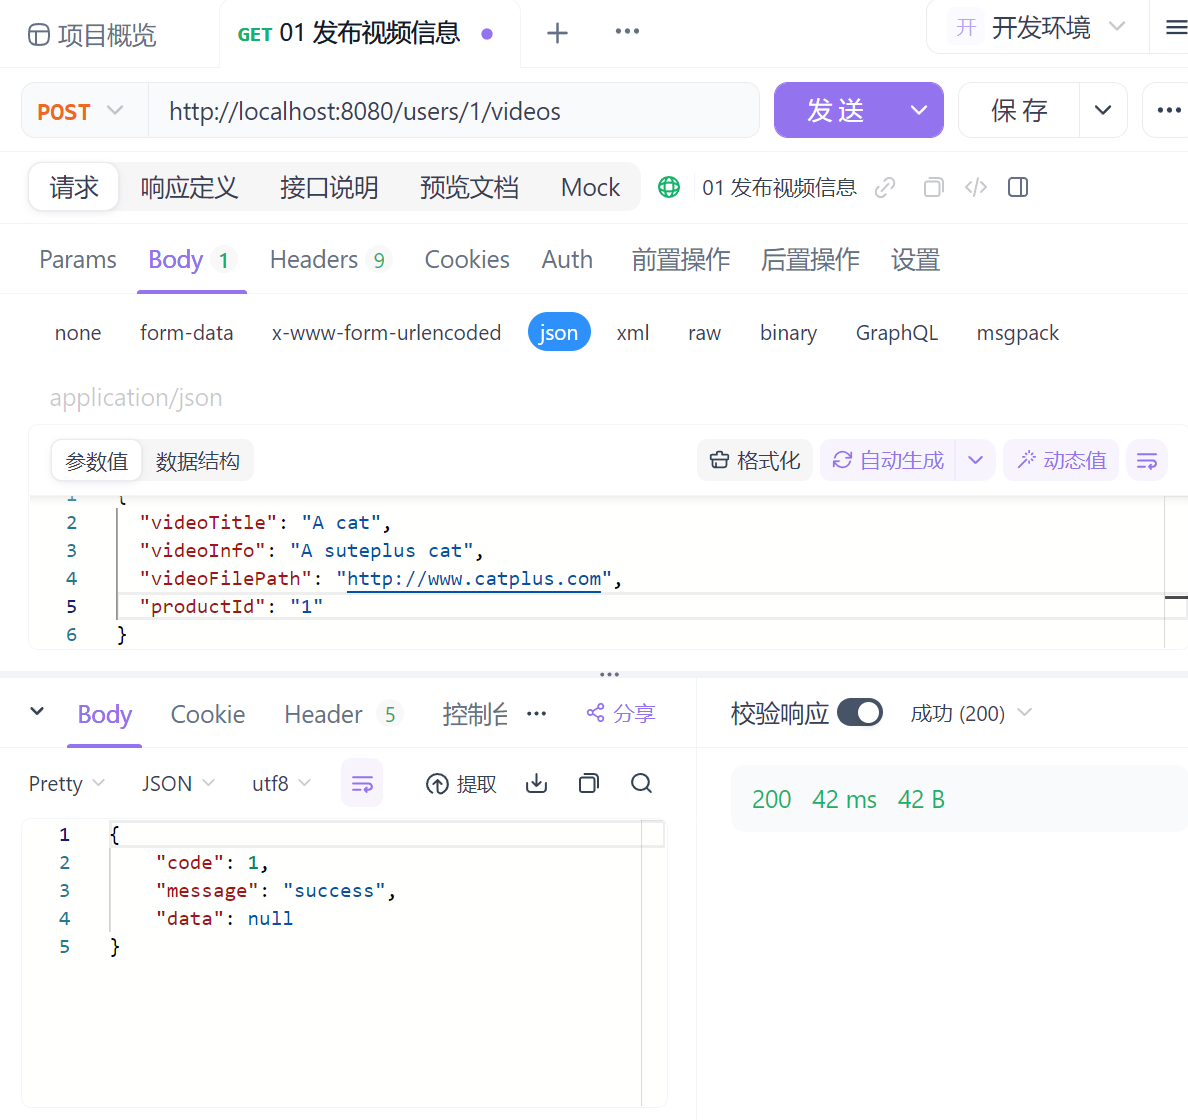 项目概览 GET 01 发布视频信息 开 开发环境
POST http://localhost:8080/users/1/videos 发送 保存
请求 响应定义 接口说明 预览文档 Mock 01 发布视频信息
Params Body 1 Headers 9 Cookies Auth 前置操作 后置操作 设置
none form-data x-www-form-urlencoded json xml raw binary GraphQL msgpack
application/json
参数值 数据结构 格式化 自动生成 动态值
1 {
2 "videoTitle": "A cat",
3 "videoInfo": "A suteplus cat",
4 "videoFilePath": "http://www.catplus.com",
5 "productId": "1"
6 }
Body Cookie Header 5 控制台 分享 校验响应 成功 (200)
Pretty JSON utf8 提取
200 42 ms 42 B
1 {
2 "code": 1,
3 "message": "success",
4 "data": null
5 }